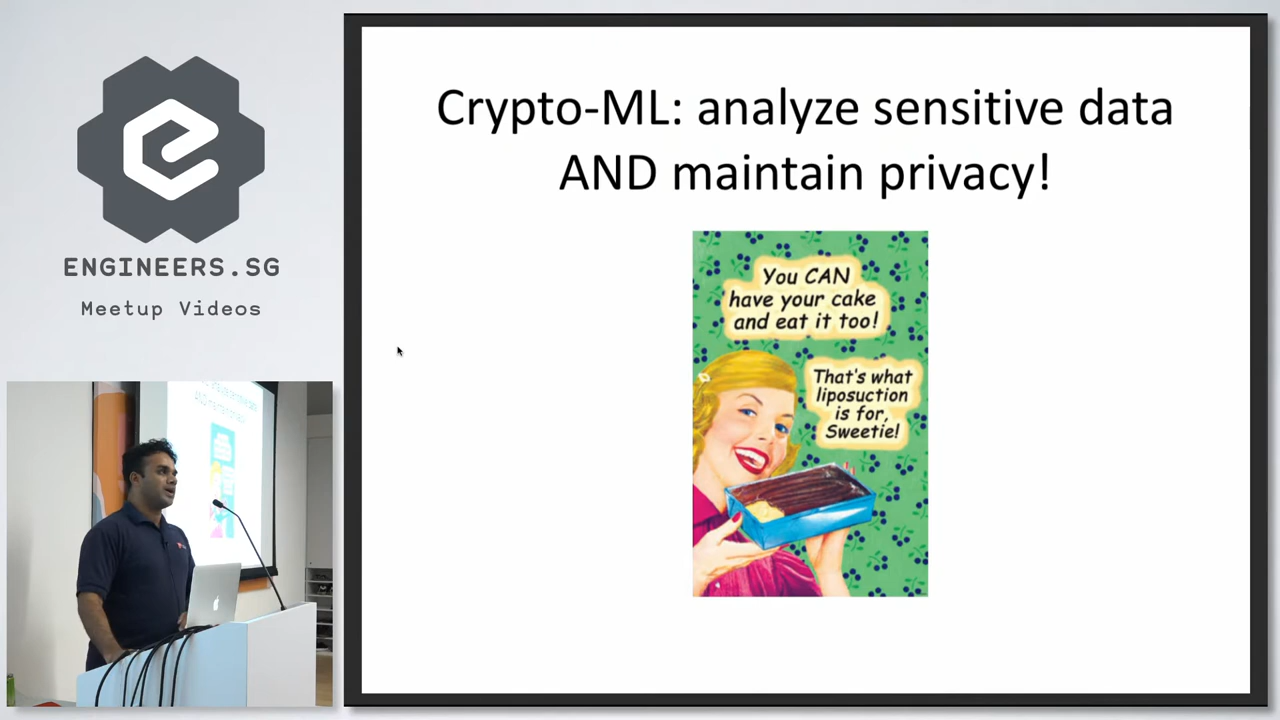 ENGINEERS.SG
Meetup Videos
Crypto-ML: analyze sensitive data
AND maintain privacy!
You CAN
have your cake
and eat it too!
That's what
liposuction
is for,
Sweetie!